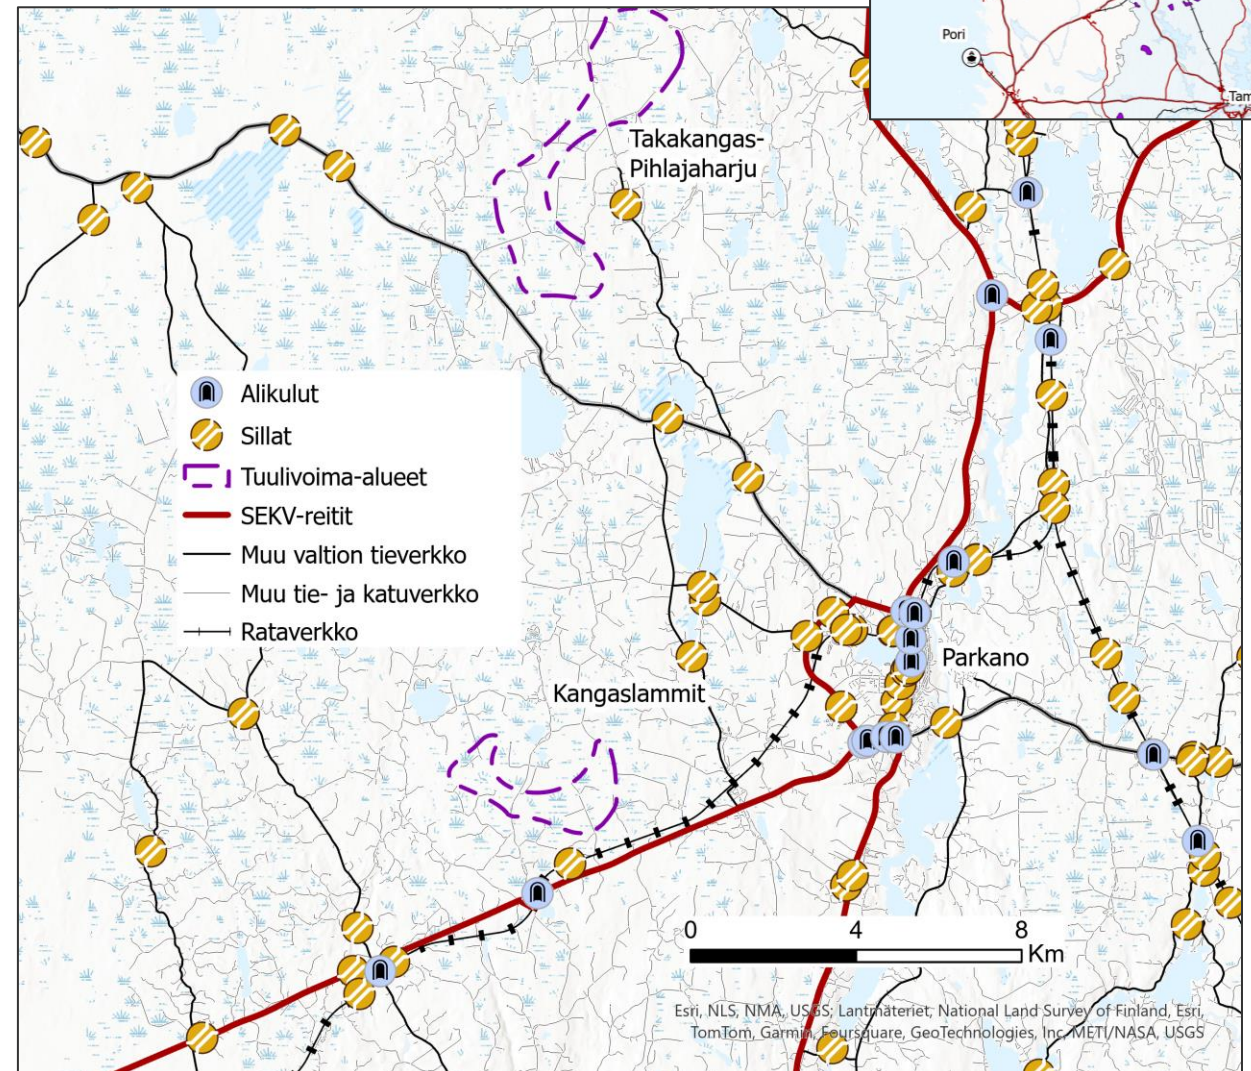 Pori
Tam
Takakangas-
Pihlajaharju
Alikulut
Sillat
Tuulivoima-alueet
SEKV-reitit
Muu valtion tieverkko
Muu tie- ja katuverkko
Rataverkko
Parkano
Kangaslammit
0 4 8
Km
Esri, NLS, NMA, USGS; Lantmäteriet, National Land Survey of Finland, Esri,
TomTom, Garmin, Foursquare, GeoTechnologies, Inc, METI/NASA, USGS